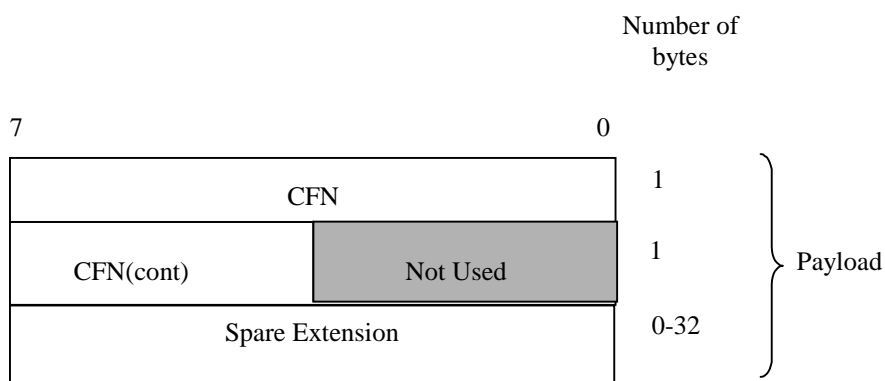 Number of
bytes
7 0
CFN 1
CFN(cont) Not Used 1
Payload
Spare Extension 0-32